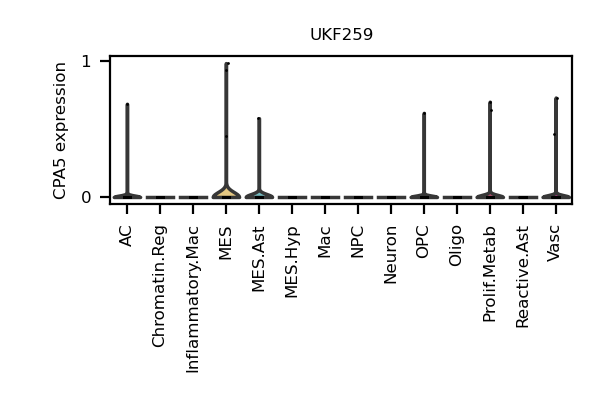 UKF259
CPA5 expression
1
0
AC
Chromatin.Reg
Inflammatory.Mac
MES
MES.Ast
MES.Hyp
Mac
NPC
Neuron
OPC
Oligo
Prolif.Metab
Reactive.Ast
Vasc